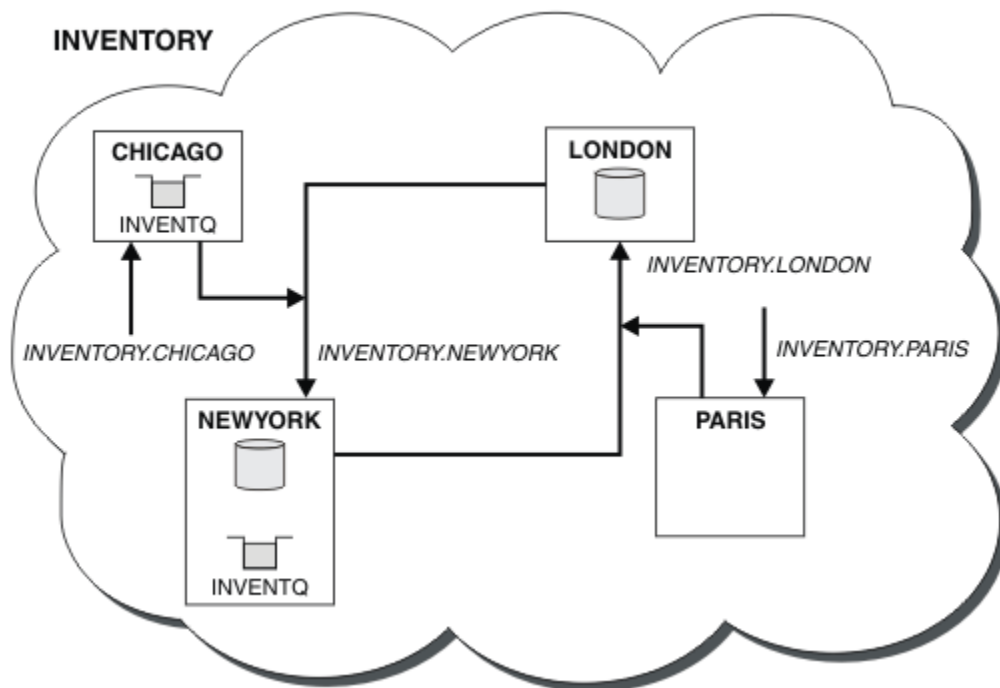 INVENTORY
CHICAGO
INVENTQ
LONDON
INVENTORY.LONDON
INVENTORY.CHICAGO
INVENTORY.NEWYORK
INVENTORY.PARIS
NEWYORK
INVENTQ
PARIS